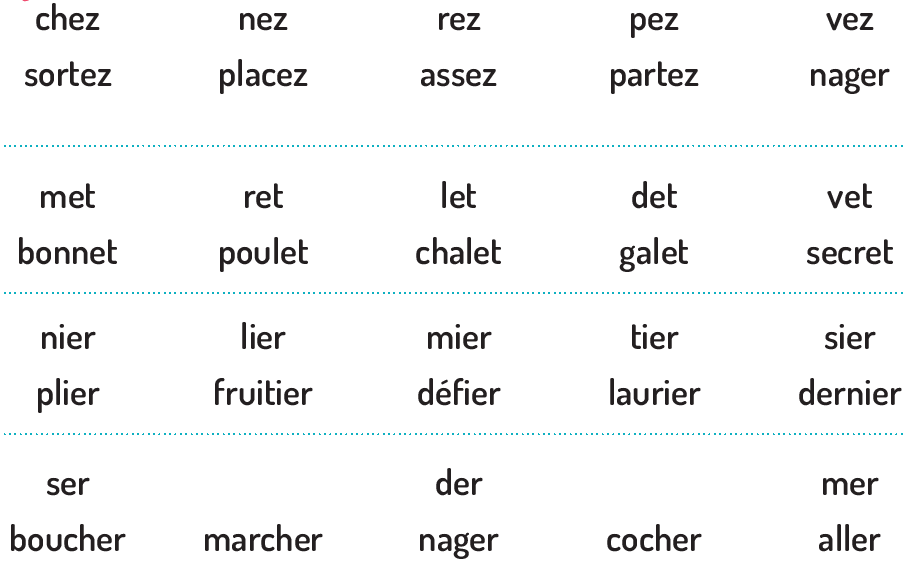 chez nez rez pez vez
sortez placez assez partez nager
met ret let det vet
bonnet poulet chalet galet secret
nier lier mier tier sier
plier fruitier défier laurier dernier
ser der mer
boucher marcher nager cocher aller